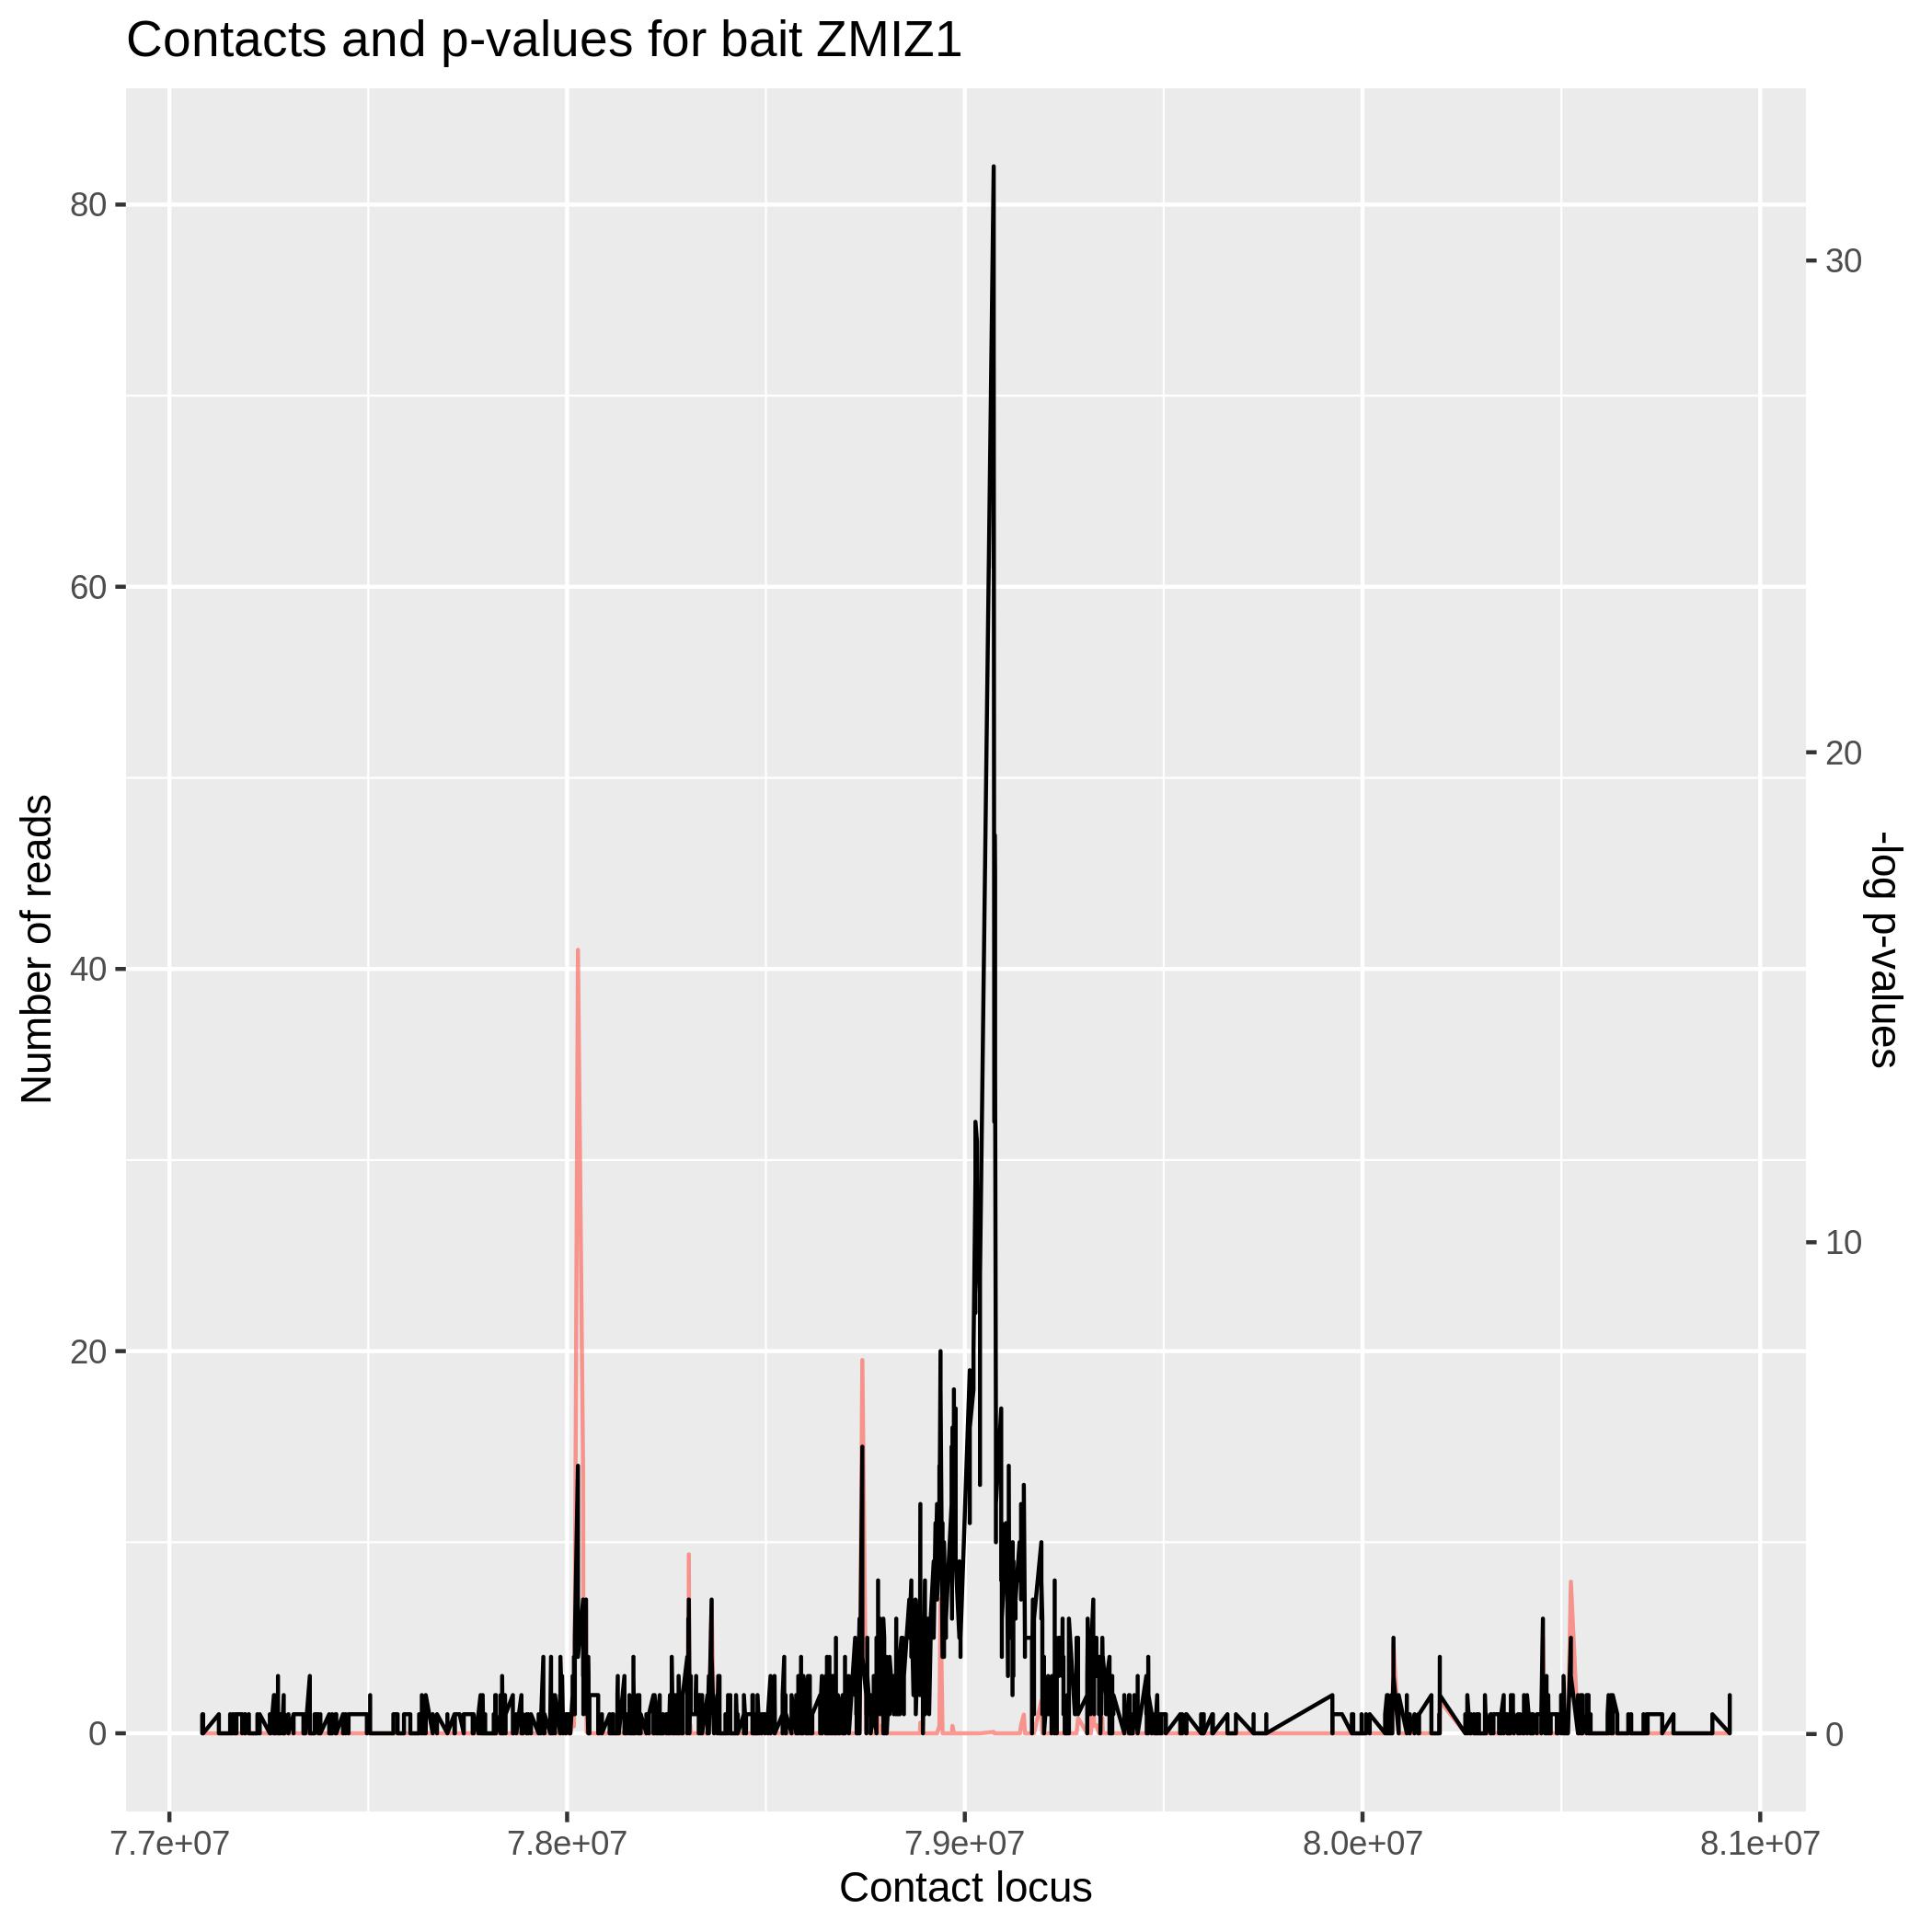 Contacts and p-values for bait ZMIZ1
80
60
40
20
0
Number of reads
30
20
10
0
-log p-values
7.7e+07 7.8e+07 7.9e+07 8.0e+07 8.1e+07
Contact locus